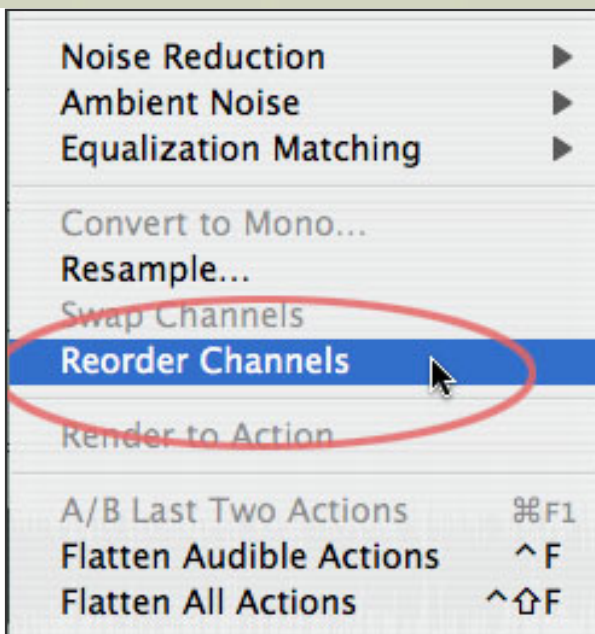 Noise Reduction
Ambient Noise
Equalization Matching
Convert to Mono...
Resample...
Swap Channels
Reorder Channels
Render to Action
A/B Last Two Actions ⌘F1
Flatten Audible Actions ^F
Flatten All Actions ^⇧F